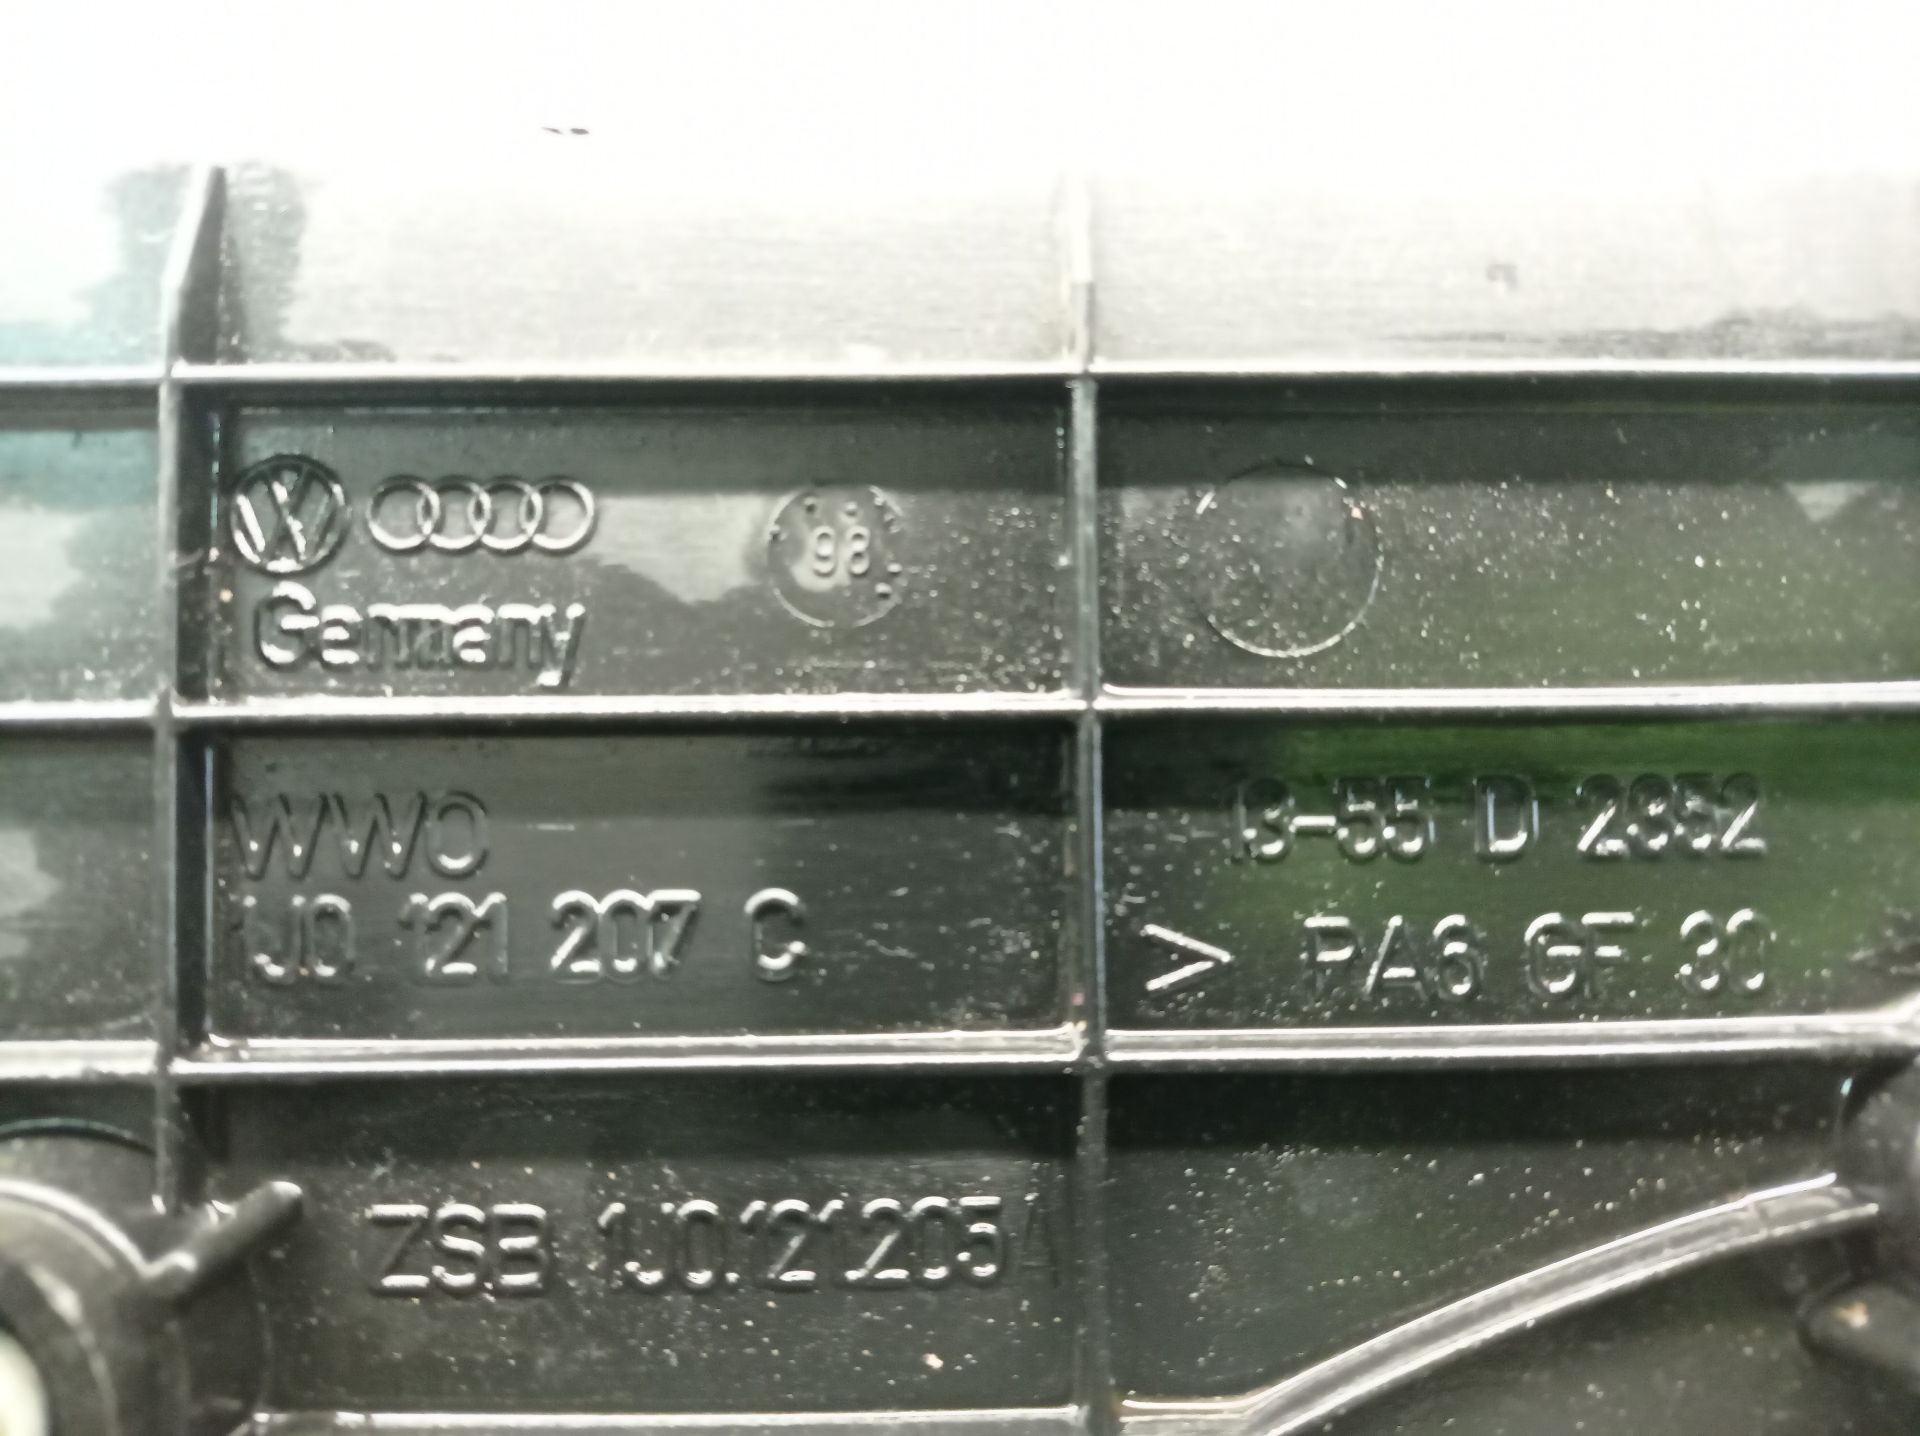 98
Germany
WWO
1J0 121 207 C
13-55 D 2352
> PA6 GF 30
ZSB 1J0.121.205 A